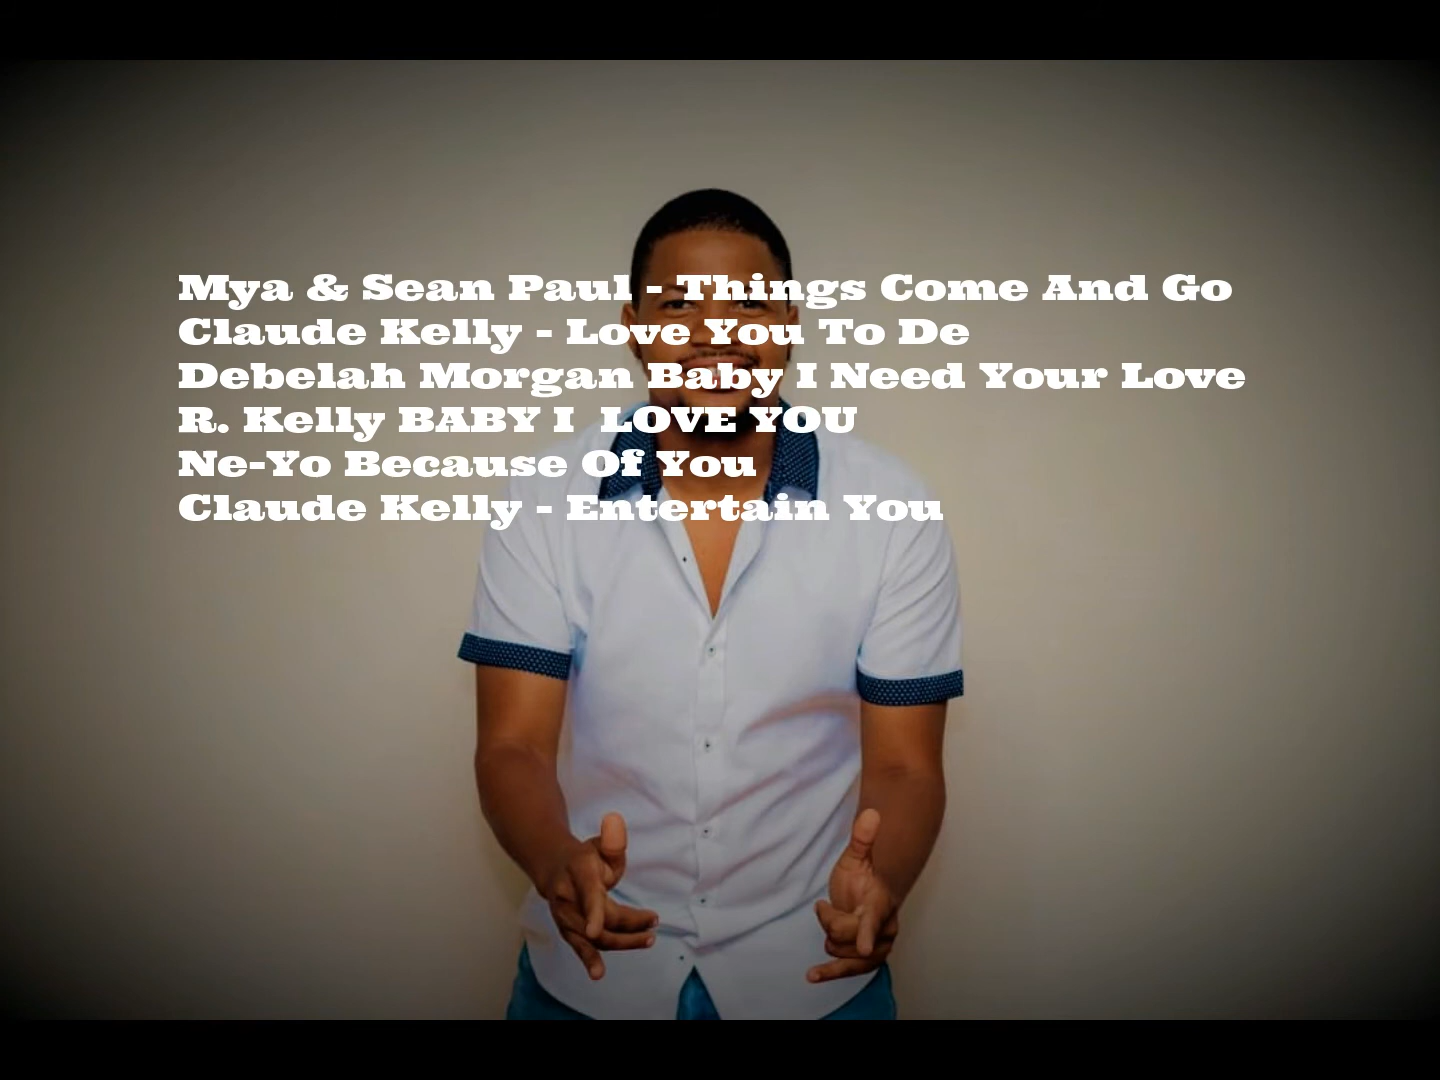 Mya & Sean Paul - Things Come And Go
Claude Kelly - Love You To De
Debelah Morgan Baby I Need Your Love
R. Kelly BABY I  LOVE YOU
Ne-Yo Because Of You
Claude Kelly - Entertain You